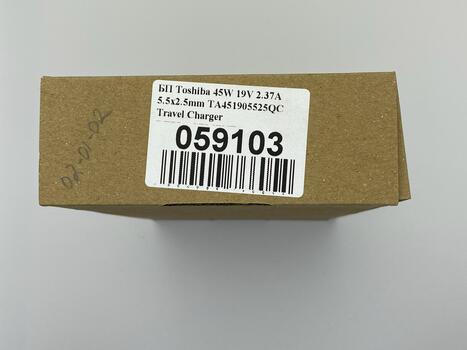 БП Toshiba 45W 19V 2.37A
5.5x2.5mm TA451905525QC
Travel Charger
059103
02-01-02